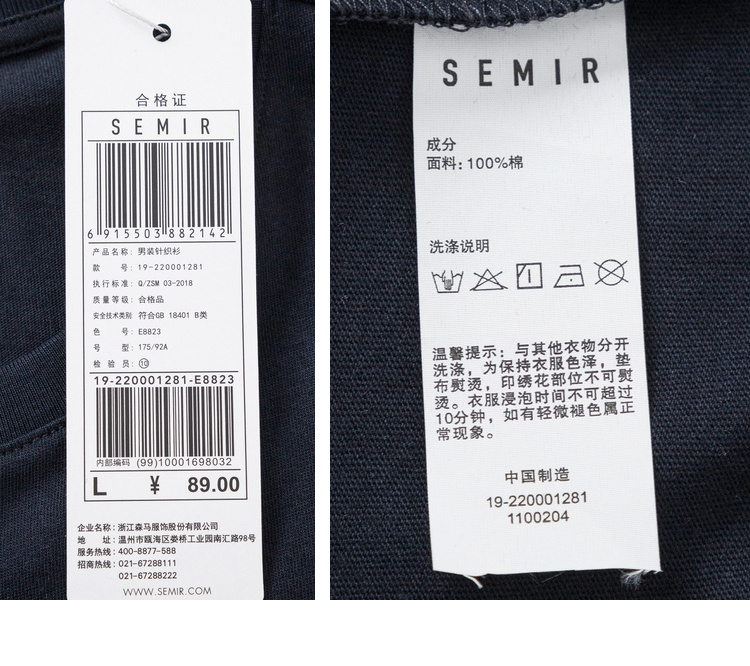 合格证
SEMIR
6 915503 882142
产品名称: 男装针织衫
款 号: 19-220001281
执行标准: Q/ZSM 03-2018
质量等级: 合格品
安全技术类别 符合GB 18401 B类
色 号: E8823
号 型: 175/92A
检 验 员: ⑩
19-220001281-E8823
内部编码 (99)10001698032
L ¥ 89.00
企业名称: 浙江森马服饰股份有限公司
地 址: 温州市瓯海区娄桥工业园南汇路98号
服务热线: 400-8877-588
招商热线: 021-67288111
021-67288222
WWW.SEMIR.COM
SEMIR
成分
面料: 100%棉
洗涤说明
温馨提示: 与其他衣物分开
洗涤, 为保持衣服色泽, 垫
布熨烫, 印绣花部位不可熨
烫。衣服浸泡时间不可超过
10分钟, 如有轻微褪色属正
常现象。
中国制造
19-220001281
1100204